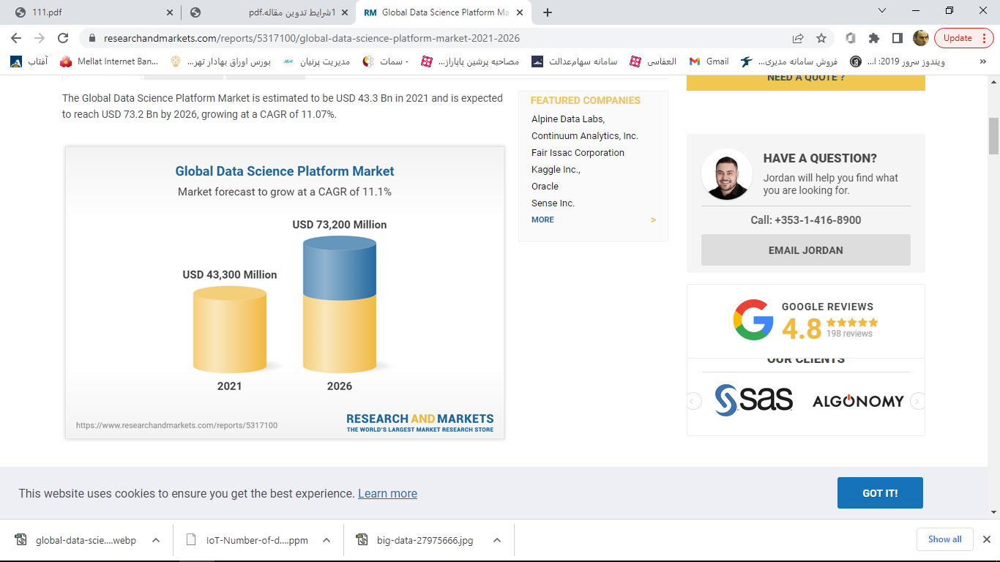 111.pdf
1شرایط تدوین مقاله.pdf
RM Global Data Science Platform Ma
researchandmarkets.com/reports/5317100/global-data-science-platform-market-2021-2026
Update
آفتاب
Mellat Internet Ban...
بورس اوراق بهادار تهر...
مدیریت پرنیان
سمات -
مصاحبه پرشین پاپاراز...
سامانه سهام‌عدالت
العفاسی
Gmail
فروش سامانه مدیری...
ویندوز سرور 2019: ا...
»
The Global Data Science Platform Market is estimated to be USD 43.3 Bn in 2021 and is expected
to reach USD 73.2 Bn by 2026, growing at a CAGR of 11.07%.
Global Data Science Platform Market
Market forecast to grow at a CAGR of 11.1%
USD 73,200 Million
USD 43,300 Million
2021
2026
https://www.researchandmarkets.com/reports/5317100
RESEARCH AND MARKETS
THE WORLD'S LARGEST MARKET RESEARCH STORE
FEATURED COMPANIES
Alpine Data Labs,
Continuum Analytics, Inc.
Fair Issac Corporation
Kaggle Inc.,
Oracle
Sense Inc.
MORE >
NEED A QUOTE ?
HAVE A QUESTION?
Jordan will help you find what
you are looking for.
Call: +353-1-416-8900
EMAIL JORDAN
GOOGLE REVIEWS
4.8
198 reviews
OUR CLIENTS
sas
ALGONOMY
This website uses cookies to ensure you get the best experience. Learn more
GOT IT!
global-data-scie....webp
IoT-Number-of-d....ppm
big-data-27975666.jpg
Show all